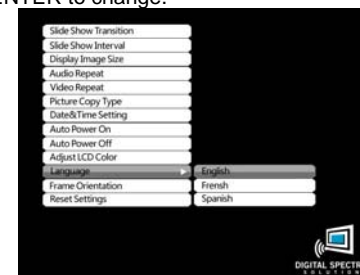 ENTER to change.
Slide Show Transition
Slide Show Interval
Display Image Size
Audio Repeat
Video Repeat
Picture Copy Type
Date&Time Setting
Auto Power On
Auto Power Off
Adjust LCD Color
Language
English
Frame Orientation
Frensh
Reset Settings
Spanish
DIGITAL SPECTR
SOLUTION